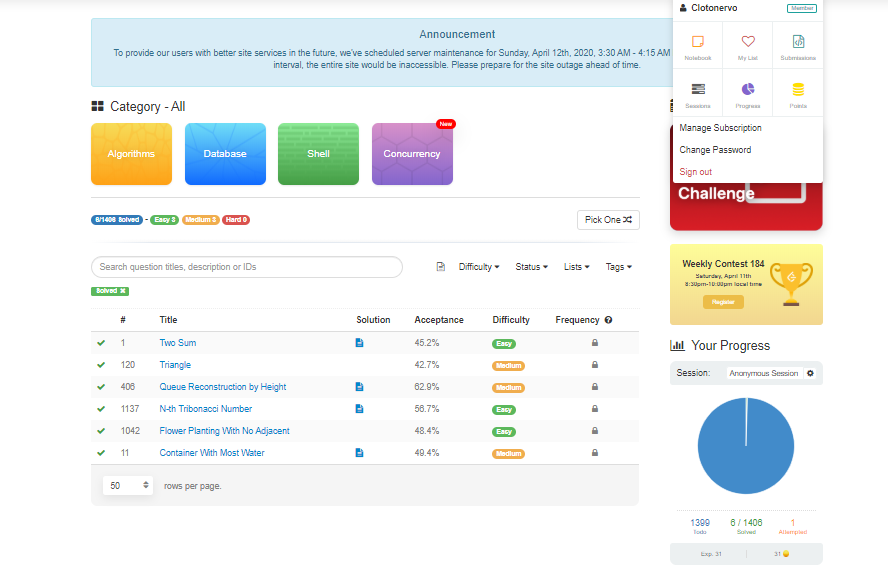 Announcement
To provide our users with better site services in the future, we've scheduled server maintenance for Sunday, April 12th, 2020, 3:30 AM - 4:15 AM
interval, the entire site would be inaccessible. Please prepare for the site outage ahead of time.
Clotonervo Member
Notebook My List Submissions
Sessions Progress Points
Manage Subscription
Change Password
Sign out
Category - All
Algorithms Database Shell Concurrency New
Challenge
6/1406 Solved - Easy 3 Medium 3 Hard 0
Pick One
Search question titles, description or IDs
Difficulty Status Lists Tags
Solved
# Title Solution Acceptance Difficulty Frequency
1 Two Sum 45.2% Easy
120 Triangle 42.7% Medium
406 Queue Reconstruction by Height 62.9% Medium
1137 N-th Tribonacci Number 56.7% Easy
1042 Flower Planting With No Adjacent 48.4% Easy
11 Container With Most Water 49.4% Medium
50 rows per page.
Weekly Contest 184
Saturday, April 11th
8:30pm-10:00pm local time
Register
Your Progress
Session: Anonymous Session
1399 6 / 1406 1
Todo Solved Attempted
Exp. 31 31